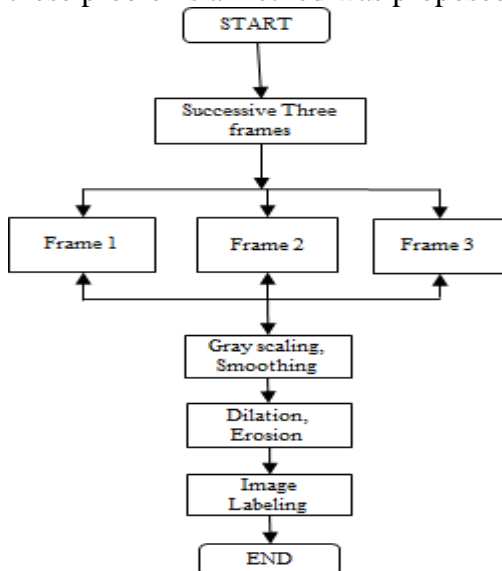 START
Successive Three
frames
Frame 1
Frame 2
Frame 3
Gray scaling,
Smoothing
Dilation,
Erosion
Image
Labeling
END